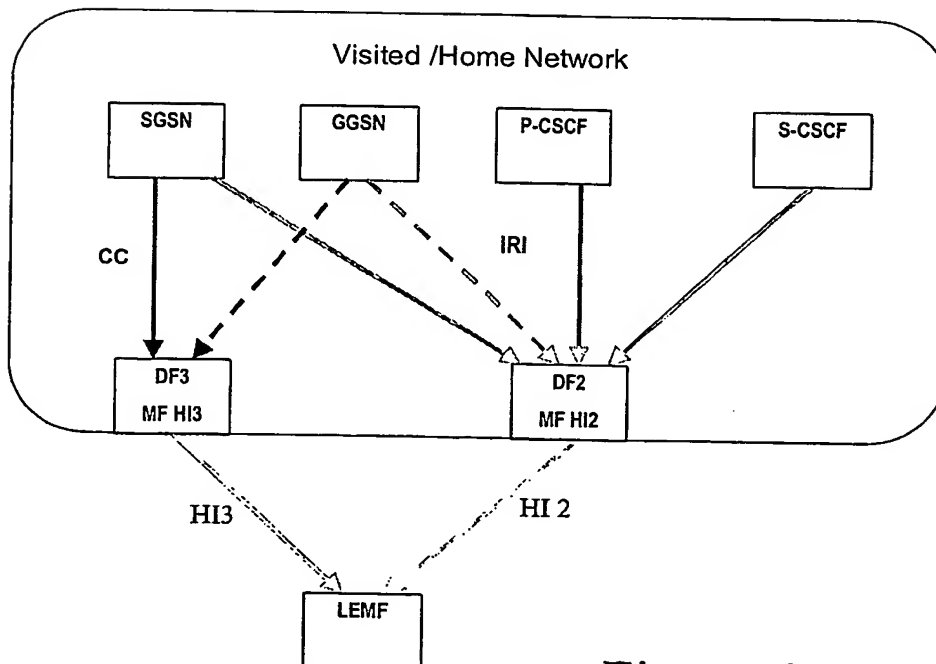 Visited /Home Network
SGSN
GGSN
P-CSCF
S-CSCF
CC
IRI
DF3
MF HI3
DF2
MF HI2
HI3
HI 2
LEMF